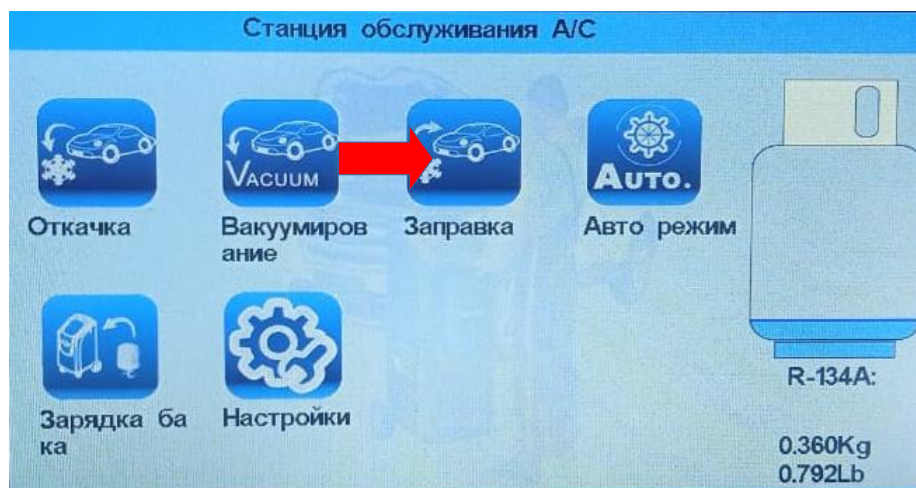 Станция обслуживания A/C
VACUUM
AUTO.
Откачка
Вакуумиров
ание
Заправка
Авто режим
Зарядка ба
ка
Настройки
R-134A:
0.360Kg
0.792Lb